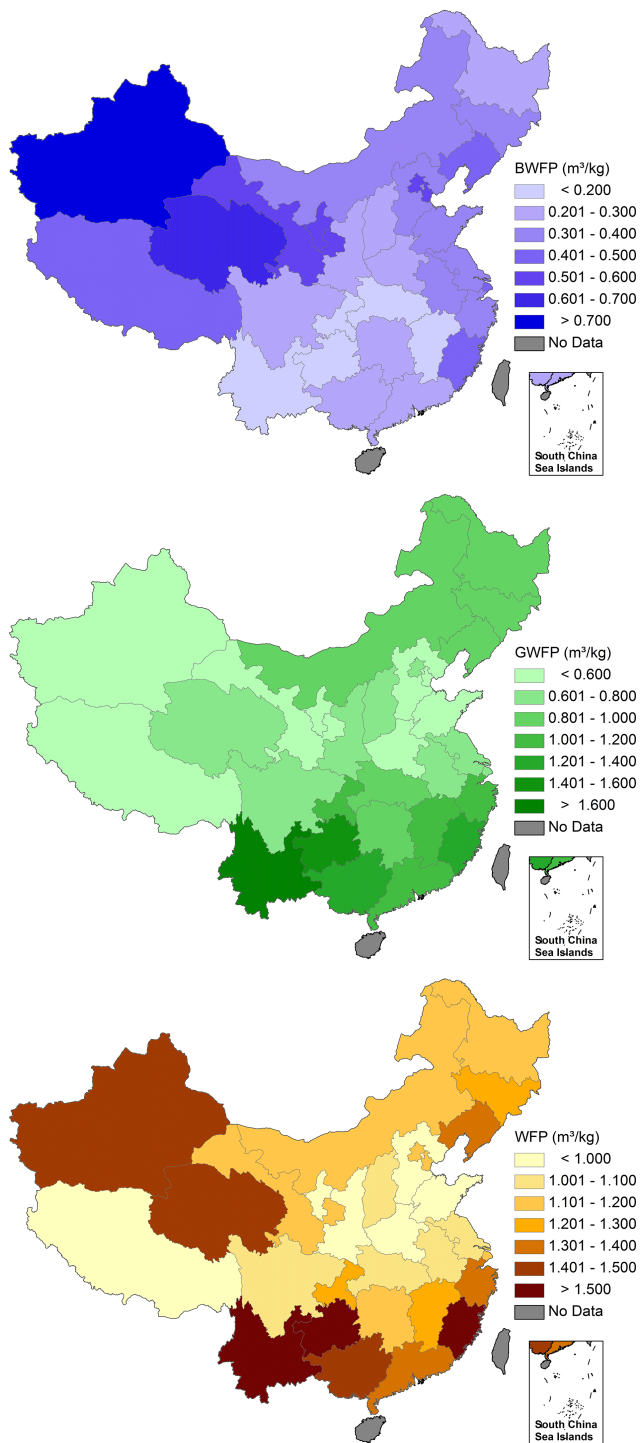 BWFP (m³/kg)
< 0.200
0.201 - 0.300
0.301 - 0.400
0.401 - 0.500
0.501 - 0.600
0.601 - 0.700
> 0.700
No Data
South China
Sea Islands
GWFP (m³/kg)
< 0.600
0.601 - 0.800
0.801 - 1.000
1.001 - 1.200
1.201 - 1.400
1.401 - 1.600
> 1.600
No Data
South China
Sea Islands
WFP (m³/kg)
< 1.000
1.001 - 1.100
1.101 - 1.200
1.201 - 1.300
1.301 - 1.400
1.401 - 1.500
> 1.500
No Data
South China
Sea Islands